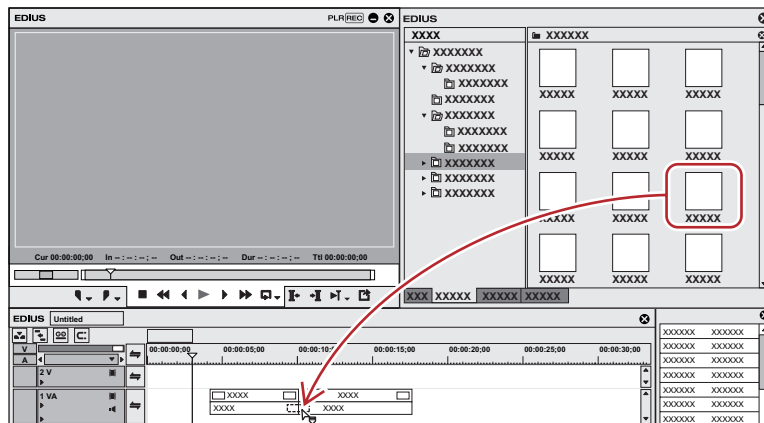 EDIUS PLR REC
EDIUS
XXXX
XXXXXX
XXXXXXX
XXXXXXX
XXXXXXX
XXXXXXX
XXXXXXX
XXXXXXX
XXXXXXX
XXXXXXX
XXXXXXX
XXXXXXX
XXXXX XXXXX XXXXX
XXXXX XXXXX XXXXX
XXXXX XXXXX XXXXX
XXXXX XXXXX XXXXX
Cur 00:00:00;00 In -- : -- : -- ; -- Out -- : -- : -- ; -- Dur -- : -- : -- ; -- Ttl 00:00:00;00
XXX XXXXX XXXXX XXXXX
EDIUS Untitled
V
A
00:00:00;00 00:00:05;00 00:00:10;00 00:00:15;00 00:00:20;00 00:00:25;00 00:00:30;00
2 V
1 VA
XXXX XXXX
XXXX XXXX
XXXXXX XXXXXX
XXXXXX XXXXXX
XXXXXX XXXXXX
XXXXXX XXXXXX
XXXXXX XXXXXX
XXXXXX XXXXXX
XXXXXX XXXXXX